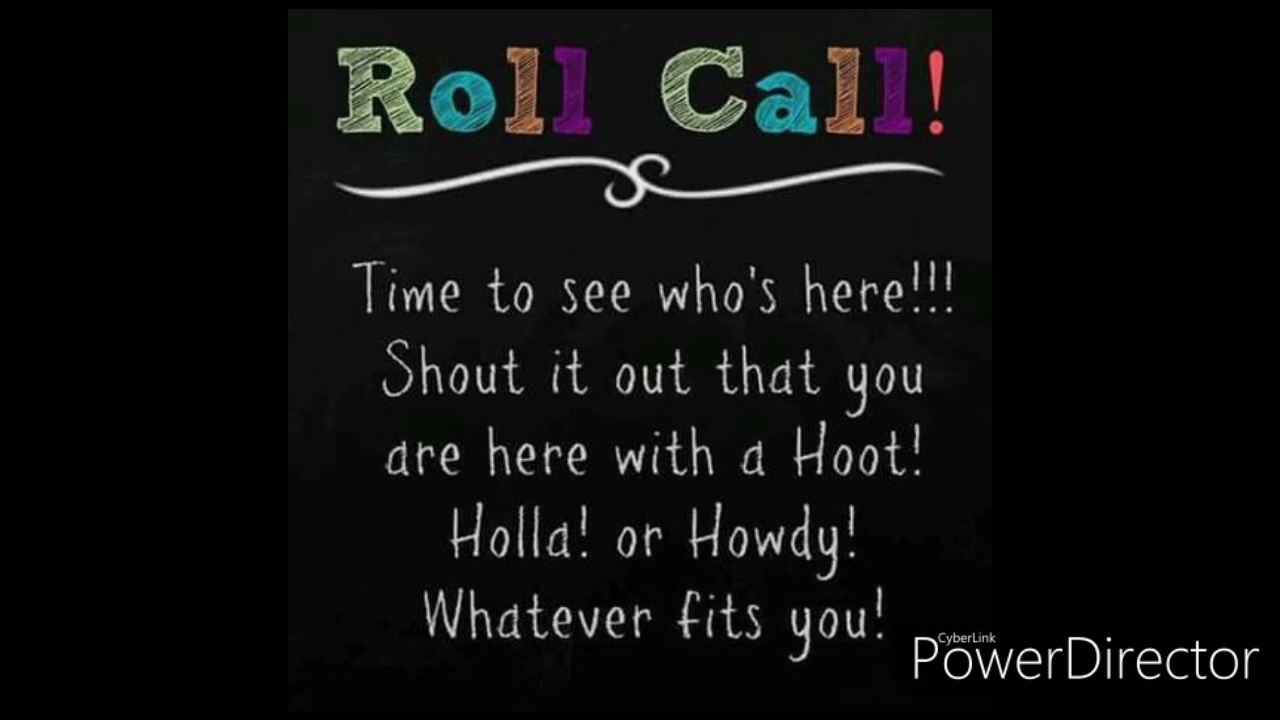 Roll Call!
Time to see who's here!!!
Shout it out that you
are here with a Hoot!
Holla! or Howdy!
Whatever fits you!
CyberLink
PowerDirector